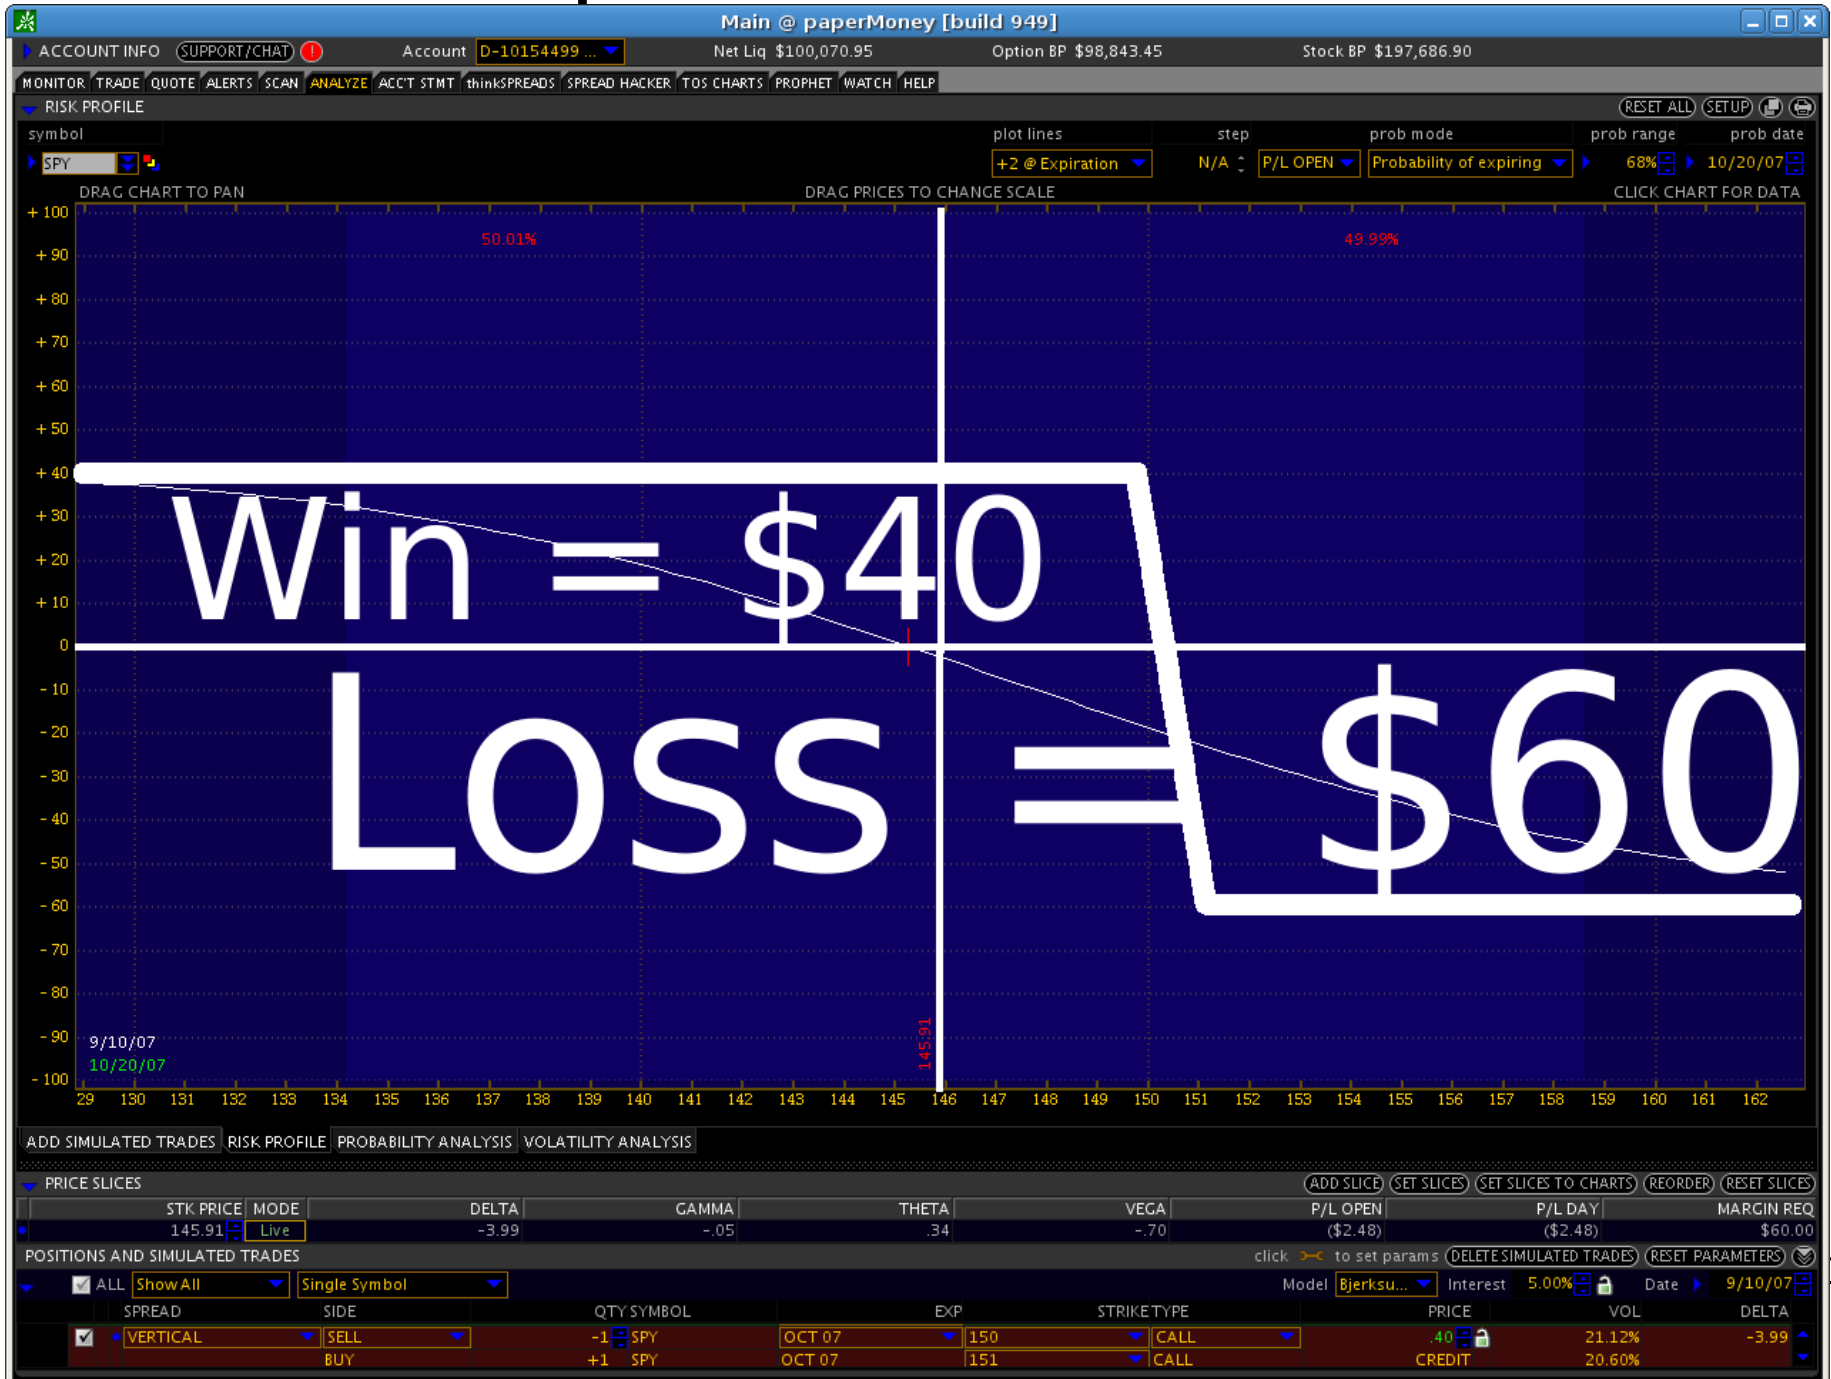 Main @ paperMoney [build 949]
ACCOUNT INFO SUPPORT/CHAT ! Account D-10154499 ... Net Liq $100,070.95 Option BP $98,843.45 Stock BP $197,686.90
MONITOR TRADE QUOTE ALERTS SCAN ANALYZE ACC'T STMT thinkSPREADS SPREAD HACKER TOS CHARTS PROPHET WATCH HELP
RISK PROFILE RESET ALL SETUP
symbol plot lines step prob mode prob range prob date
SPY +2 @ Expiration N/A P/L OPEN Probability of expiring 68% 10/20/07
DRAG CHART TO PAN DRAG PRICES TO CHANGE SCALE CLICK CHART FOR DATA
+ 100
50.01% 49.99%
+ 90
+ 80
+ 70
+ 60
+ 50
+ 40
+ 30
Win = $40
+ 20
+ 10
0
- 10
- 20
- 30
Loss = $60
- 40
- 50
- 60
- 70
- 80
- 90
145.91
9/10/07
10/20/07
- 100
29 130 131 132 133 134 135 136 137 138 139 140 141 142 143 144 145 146 147 148 149 150 151 152 153 154 155 156 157 158 159 160 161 162
ADD SIMULATED TRADES RISK PROFILE PROBABILITY ANALYSIS VOLATILITY ANALYSIS
PRICE SLICES ADD SLICE SET SLICES SET SLICES TO CHARTS REORDER RESET SLICES
STK PRICE MODE DELTA GAMMA THETA VEGA P/L OPEN P/L DAY MARGIN REQ
145.91 Live -3.99 -.05 .34 -.70 ($2.48) ($2.48) $60.00
POSITIONS AND SIMULATED TRADES click to set params DELETE SIMULATED TRADES RESET PARAMETERS
ALL Show All Single Symbol Model Bjerksu... Interest 5.00% Date 9/10/07
SPREAD SIDE QTY SYMBOL EXP STRIKE TYPE PRICE VOL DELTA
VERTICAL SELL -1 SPY OCT 07 150 CALL .40 21.12% -3.99
BUY +1 SPY OCT 07 151 CALL CREDIT 20.60%